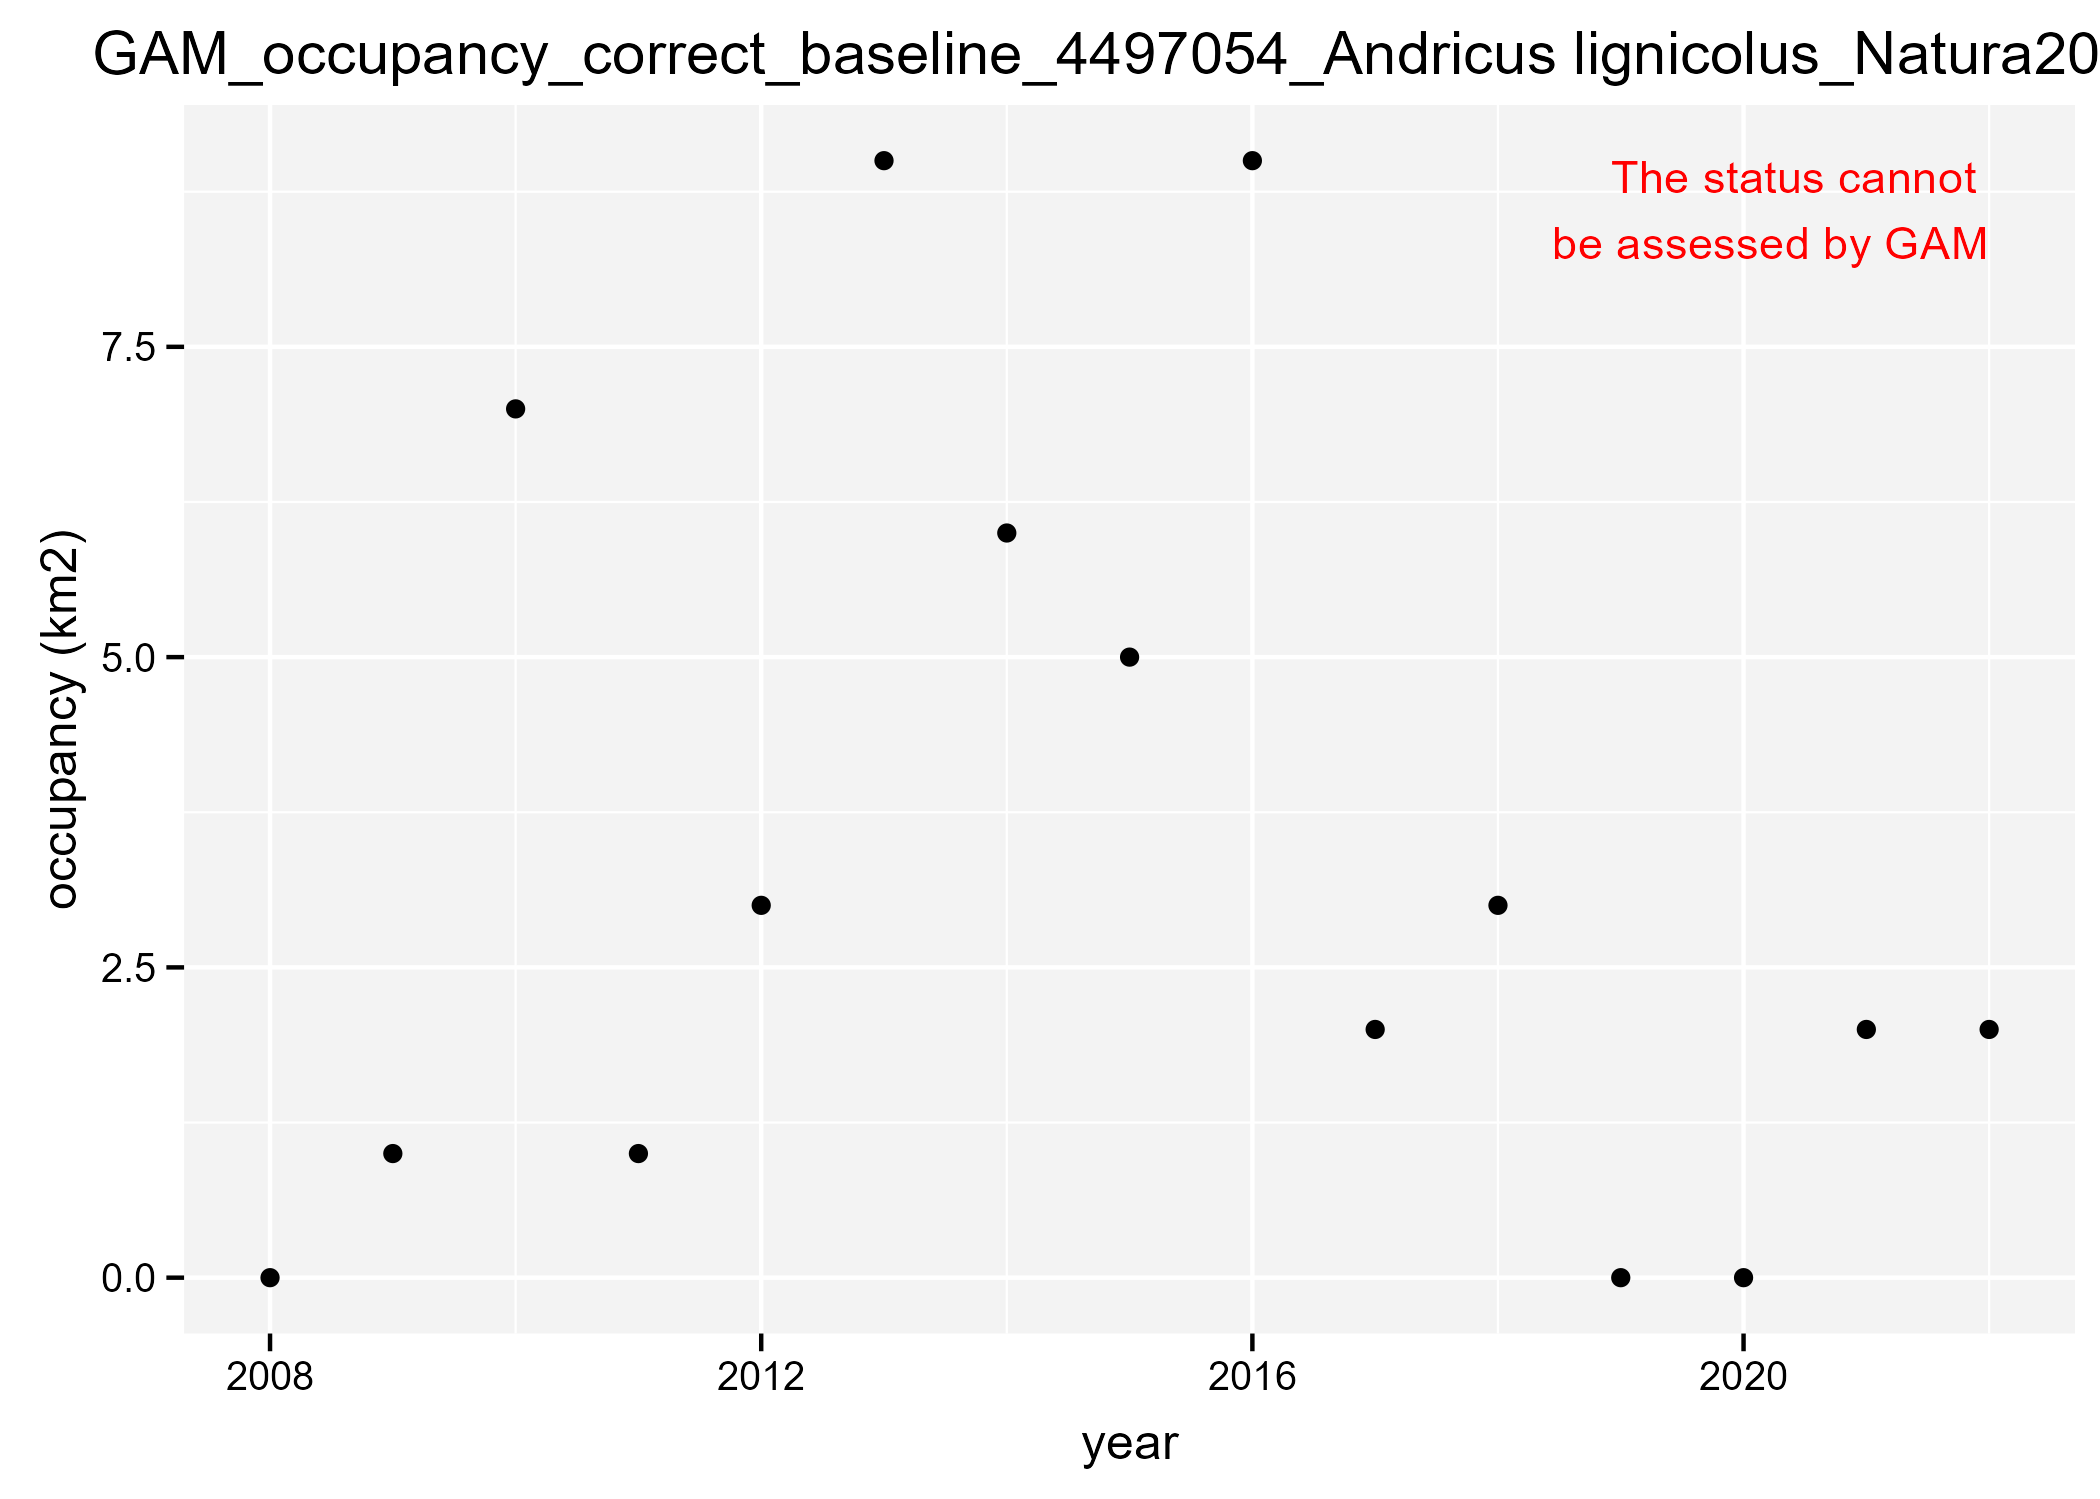 GAM_occupancy_correct_baseline_4497054_Andricus lignicolus_Natura20
The status cannot
be assessed by GAM
7.5
5.0
2.5
0.0
occupancy (km2)
2008 2012 2016 2020
year